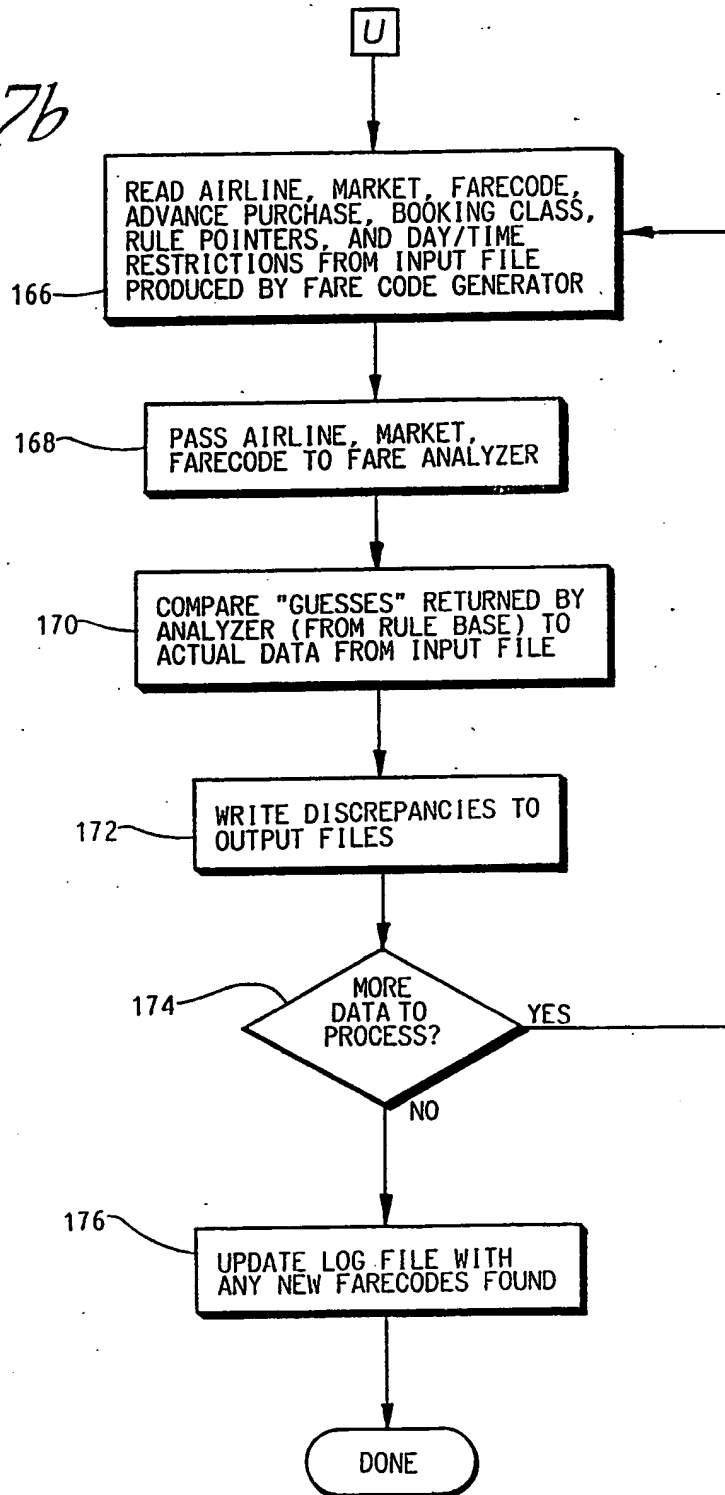 U
7b
READ AIRLINE, MARKET, FARECODE,
ADVANCE PURCHASE, BOOKING CLASS,
RULE POINTERS, AND DAY/TIME
RESTRICTIONS FROM INPUT FILE
PRODUCED BY FARE CODE GENERATOR
166
168
PASS AIRLINE, MARKET,
FARECODE TO FARE ANALYZER
170
COMPARE "GUESSES" RETURNED BY
ANALYZER (FROM RULE BASE) TO
ACTUAL DATA FROM INPUT FILE
172
WRITE DISCREPANCIES TO
OUTPUT FILES
174
MORE
DATA TO
PROCESS?
YES
NO
176
UPDATE LOG FILE WITH
ANY NEW FARECODES FOUND
DONE